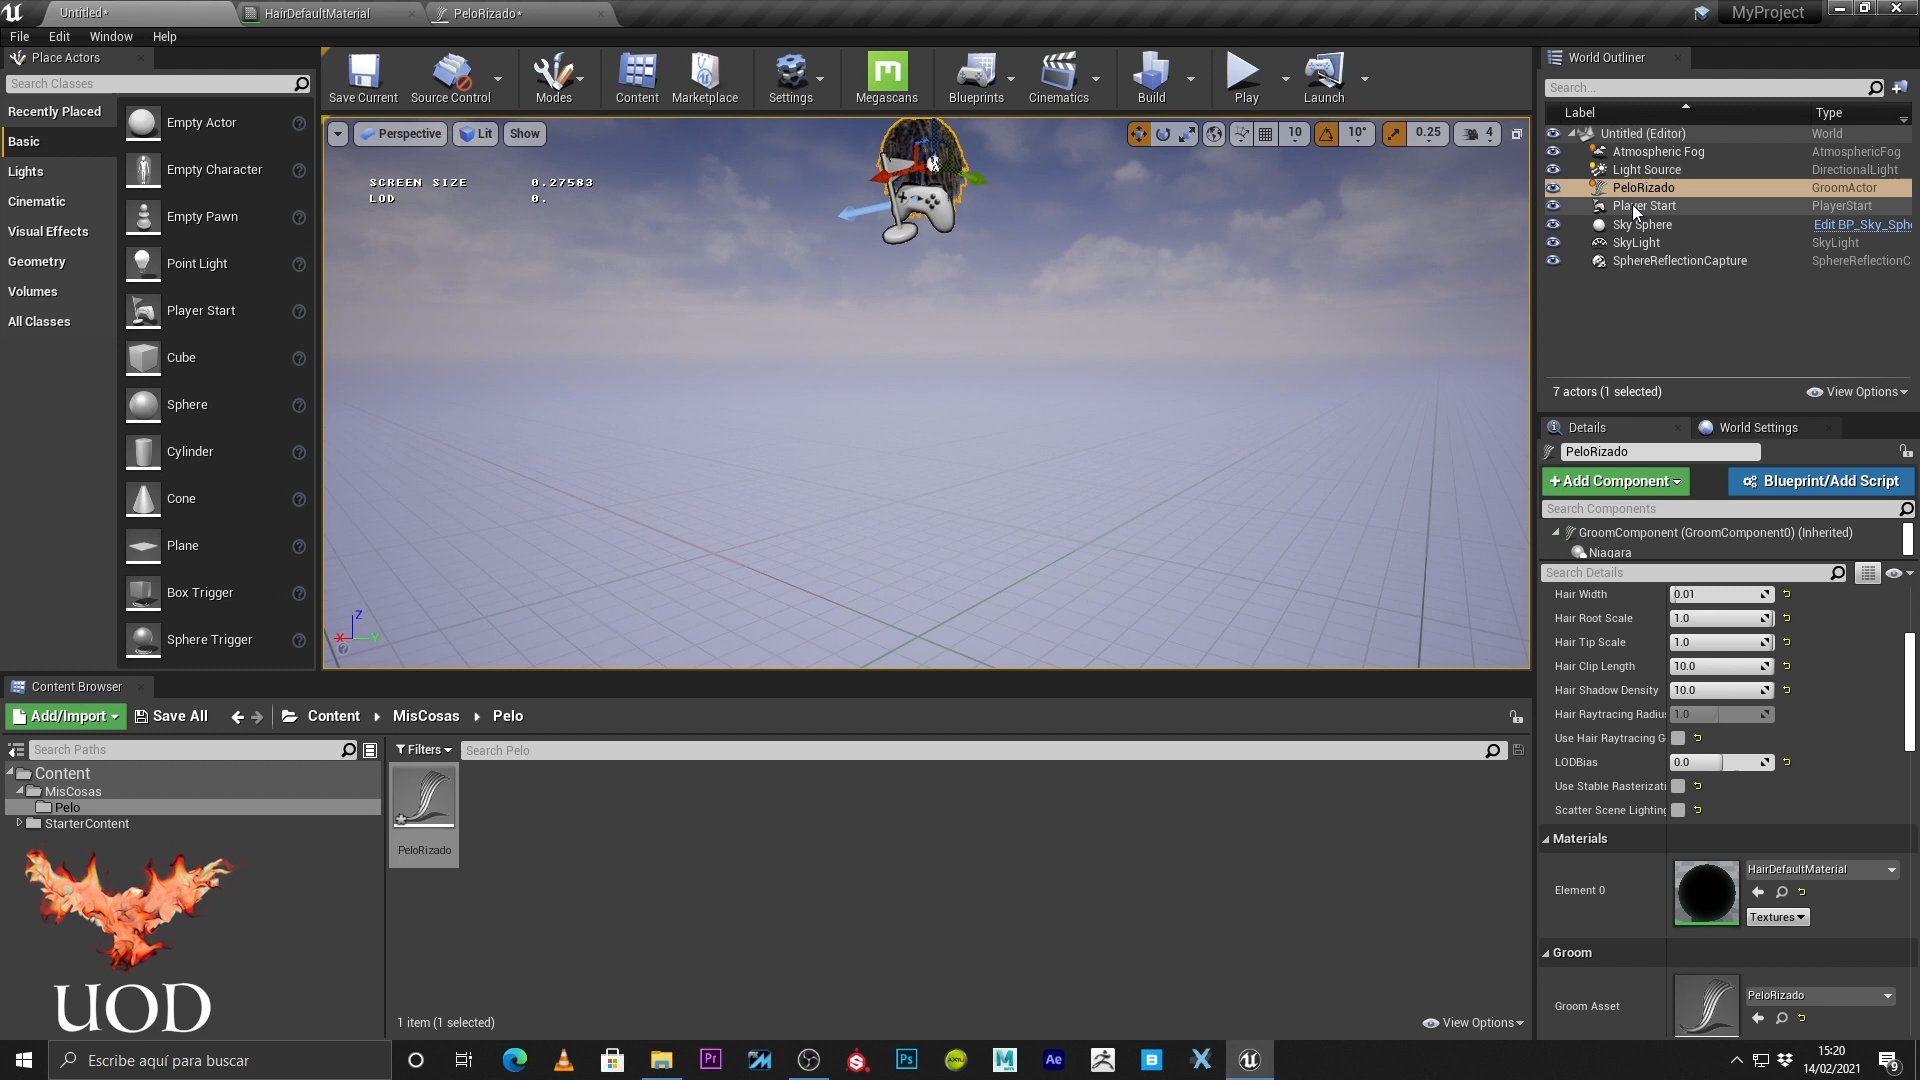 Untitled*
HairDefaultMaterial
PeloRizado*
MyProject
File Edit Window Help
Place Actors
Search Classes
Recently Placed
Basic
Lights
Cinematic
Visual Effects
Geometry
Volumes
All Classes
Empty Actor
Empty Character
Empty Pawn
Point Light
Player Start
Cube
Sphere
Cylinder
Cone
Plane
Box Trigger
Sphere Trigger
Save Current Source Control Modes Content Marketplace Settings Megascans Blueprints Cinematics Build Play Launch
Perspective Lit Show
10 10° 0.25 4
SCREEN SIZE 0.27583
LOD 0.
Z
X Y
World Outliner
Search...
Label Type
Untitled (Editor) World
Atmospheric Fog AtmosphericFog
Light Source DirectionalLight
PeloRizado GroomActor
Player Start PlayerStart
Sky Sphere Edit BP_Sky_Sph
SkyLight SkyLight
SphereReflectionCapture SphereReflectionC
7 actors (1 selected)
View Options
Details World Settings
PeloRizado
+Add Component Blueprint/Add Script
Search Components
GroomComponent (GroomComponent0) (Inherited)
Niagara
Search Details
Hair Width 0.01
Hair Root Scale 1.0
Hair Tip Scale 1.0
Hair Clip Length 10.0
Hair Shadow Density 10.0
Hair Raytracing Radius 1.0
Use Hair Raytracing G
LODBias 0.0
Use Stable Rasterizati
Scatter Scene Lighting
Materials
Element 0
HairDefaultMaterial
Textures
Groom
Groom Asset
PeloRizado
Content Browser
Add/Import Save All Content MisCosas Pelo
Search Paths
Filters
Search Pelo
Content
MisCosas
Pelo
StarterContent
PeloRizado
UOD
1 item (1 selected)
View Options
Escribe aquí para buscar
Pr
Ps
Ae
15:20
14/02/2021
9